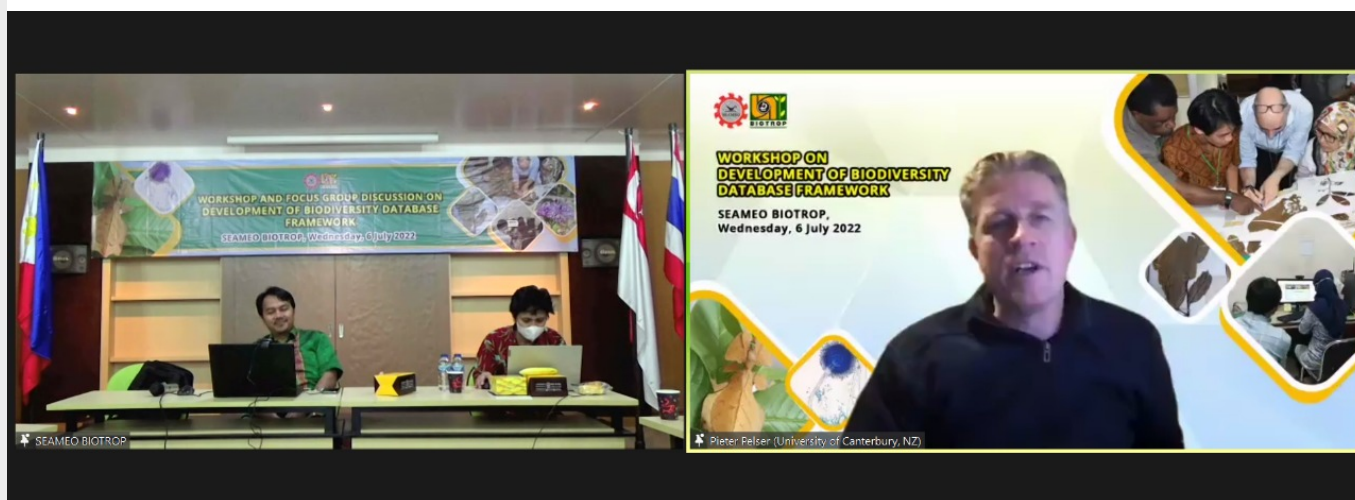 WORKSHOP AND FOCUS GROUP DISCUSSION ON
DEVELOPMENT OF BIODIVERSITY DATABASE
FRAMEWORK
SEAMEO BIOTROP, Wednesday, 6 July 2022
SEAMEO BIOTROP
BIOTROP
WORKSHOP ON
DEVELOPMENT OF BIODIVERSITY
DATABASE FRAMEWORK
SEAMEO BIOTROP,
Wednesday, 6 July 2022
Pieter Pelser (University of Canterbury, NZ)